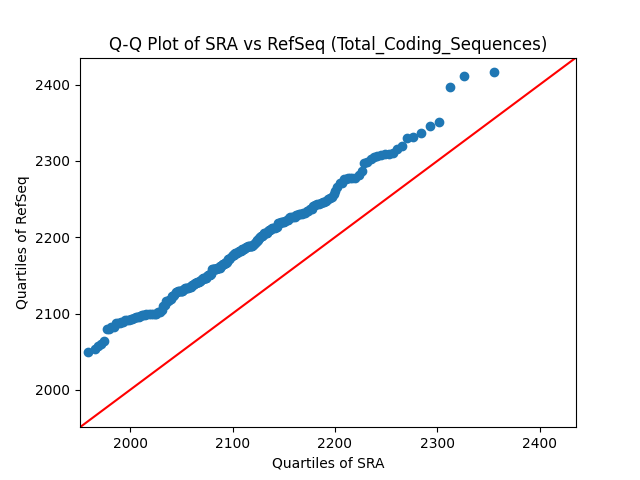 Q-Q Plot of SRA vs RefSeq (Total_Coding_Sequences)
2400
2300
2200
2100
2000
Quartiles of RefSeq
2000 2100 2200 2300 2400
Quartiles of SRA